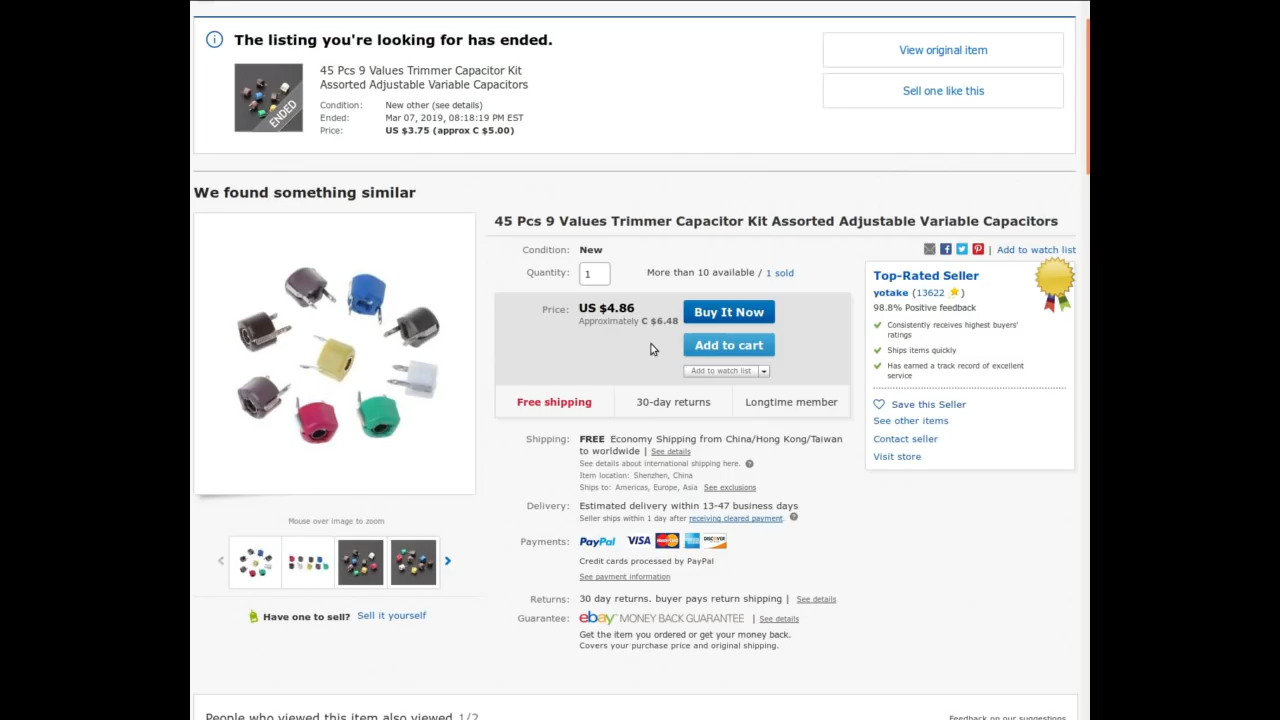 The listing you're looking for has ended.
View original item
Sell one like this
45 Pcs 9 Values Trimmer Capacitor Kit
Assorted Adjustable Variable Capacitors
ENDED
Condition: New other (see details)
Ended: Mar 07, 2019, 08:18:19 PM EST
Price: US $3.75 (approx C $5.00)
We found something similar
45 Pcs 9 Values Trimmer Capacitor Kit Assorted Adjustable Variable Capacitors
Condition: New
Add to watch list
Quantity: 1 More than 10 available / 1 sold
Price: US $4.86
Approximately C $6.48
Buy It Now
Add to cart
Add to watch list
Free shipping
30-day returns
Longtime member
Top-Rated Seller
yotake (13622 )
98.8% Positive feedback
Consistently receives highest buyers'
ratings
Ships items quickly
Has earned a track record of excellent
service
Save this Seller
See other items
Contact seller
Visit store
Shipping: FREE Economy Shipping from China/Hong Kong/Taiwan
to worldwide | See details
See details about international shipping here. ?
Item location: Shenzhen, China
Ships to: Americas, Europe, Asia See exclusions
Delivery: Estimated delivery within 13-47 business days
Seller ships within 1 day after receiving cleared payment. ?
Payments: PayPal VISA MasterCard DISCOVER
Credit cards processed by PayPal
See payment information
Returns: 30 day returns. buyer pays return shipping | See details
Guarantee: ebay MONEY BACK GUARANTEE | See details
Get the item you ordered or get your money back.
Covers your purchase price and original shipping.
Mouse over image to zoom
Have one to sell? Sell it yourself
People who viewed this item also viewed 1/2
Feedback on our suggestions